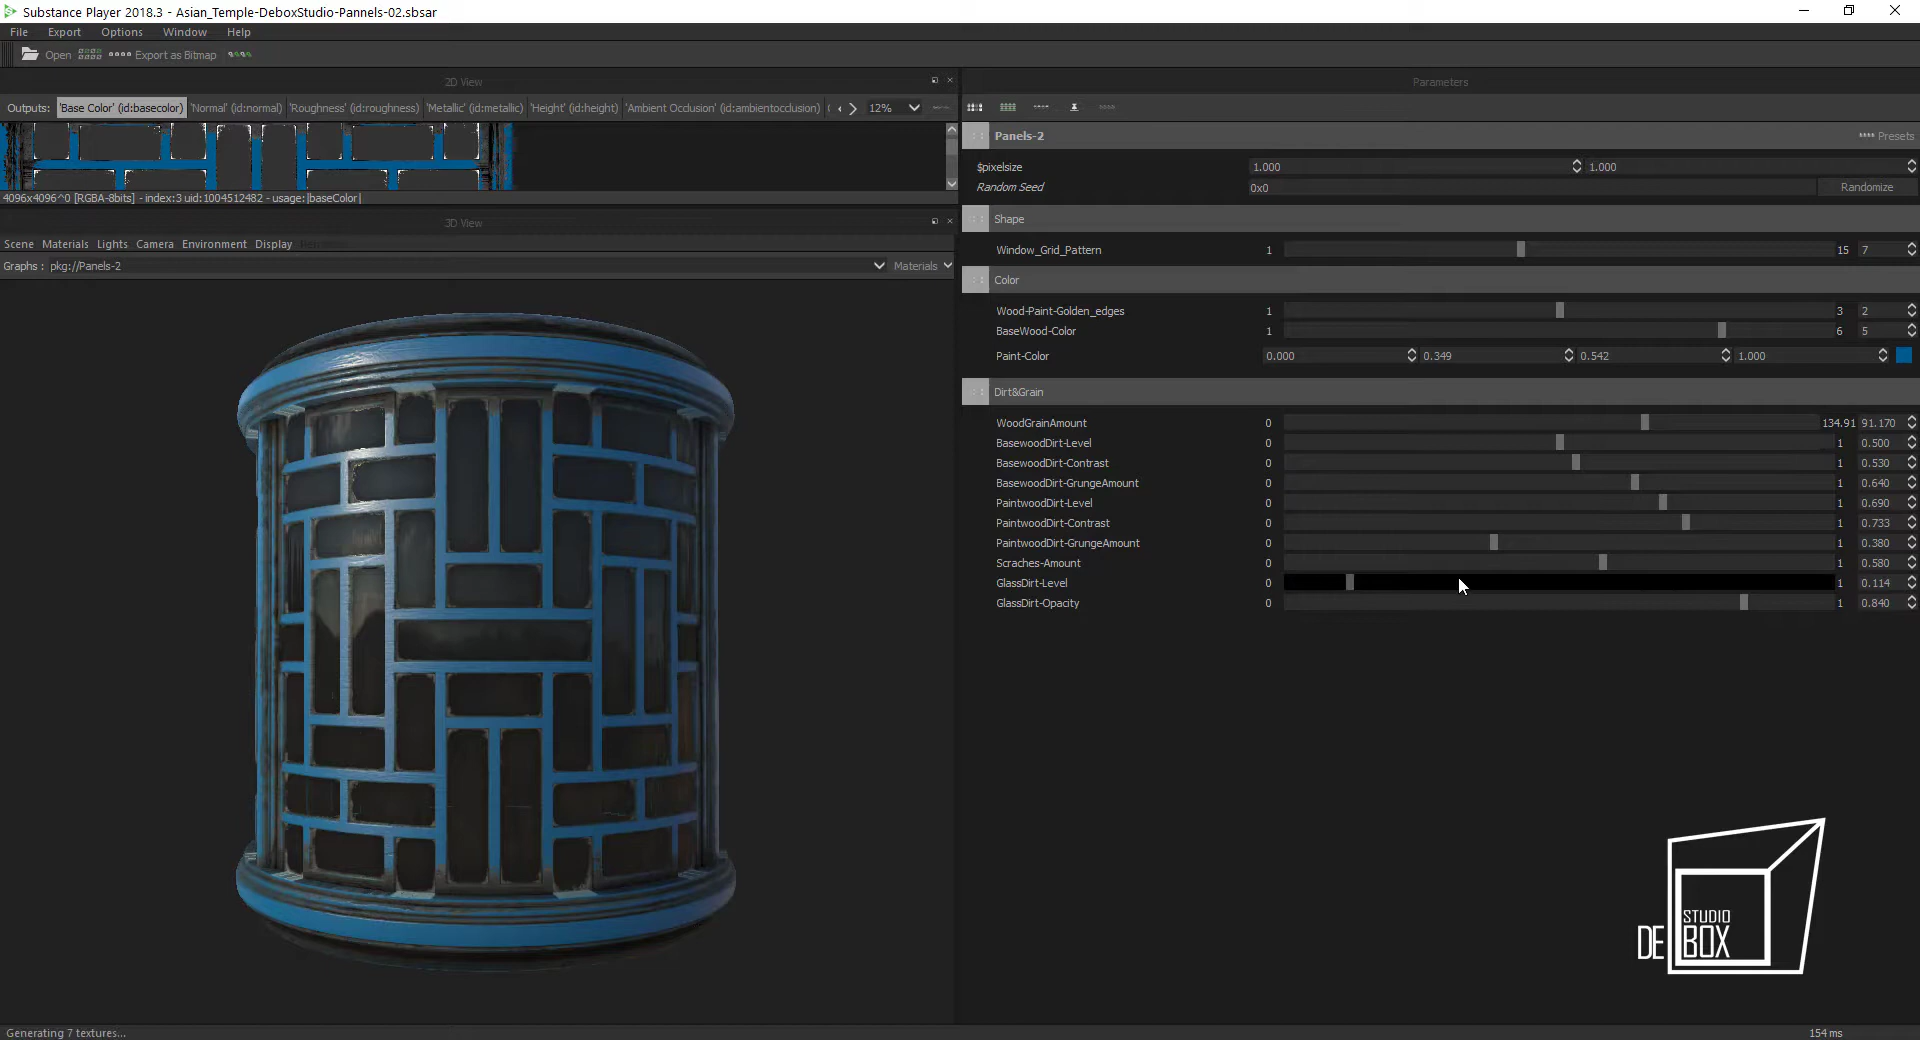 Substance Player 2018.3 - Asian_Temple-DeboxStudio-Pannels-02.sbsar
File Export Options Window Help
Open Export as Bitmap
2D View
Parameters
Outputs: 'Base Color' (id:basecolor) 'Normal' (id:normal) 'Roughness' (id:roughness) 'Metallic' (id:metallic) 'Height' (id:height) 'Ambient Occlusion' (id:ambientocclusion) 12%
Panels-2 Presets
$pixelsize 1.000 1.000
Random Seed 0x0 Randomize
4096x4096^0 [RGBA-8bits] - index:3 uid:1004512482 - usage: |baseColor|
Shape
3D View
Scene Materials Lights Camera Environment Display
Window_Grid_Pattern 1 15 7
Graphs : pkg://Panels-2 Materials
Color
Wood-Paint-Golden_edges 1 3 2
BaseWood-Color 1 6 5
Paint-Color 0.000 0.349 0.542 1.000
Dirt&Grain
WoodGrainAmount 0 134.91 91.170
BasewoodDirt-Level 0 1 0.500
BasewoodDirt-Contrast 0 1 0.530
BasewoodDirt-GrungeAmount 0 1 0.640
PaintwoodDirt-Level 0 1 0.690
PaintwoodDirt-Contrast 0 1 0.733
PaintwoodDirt-GrungeAmount 0 1 0.380
Scraches-Amount 0 1 0.580
GlassDirt-Level 0 1 0.114
GlassDirt-Opacity 0 1 0.840
STUDIO
DE BOX
Generating 7 textures... 154 ms